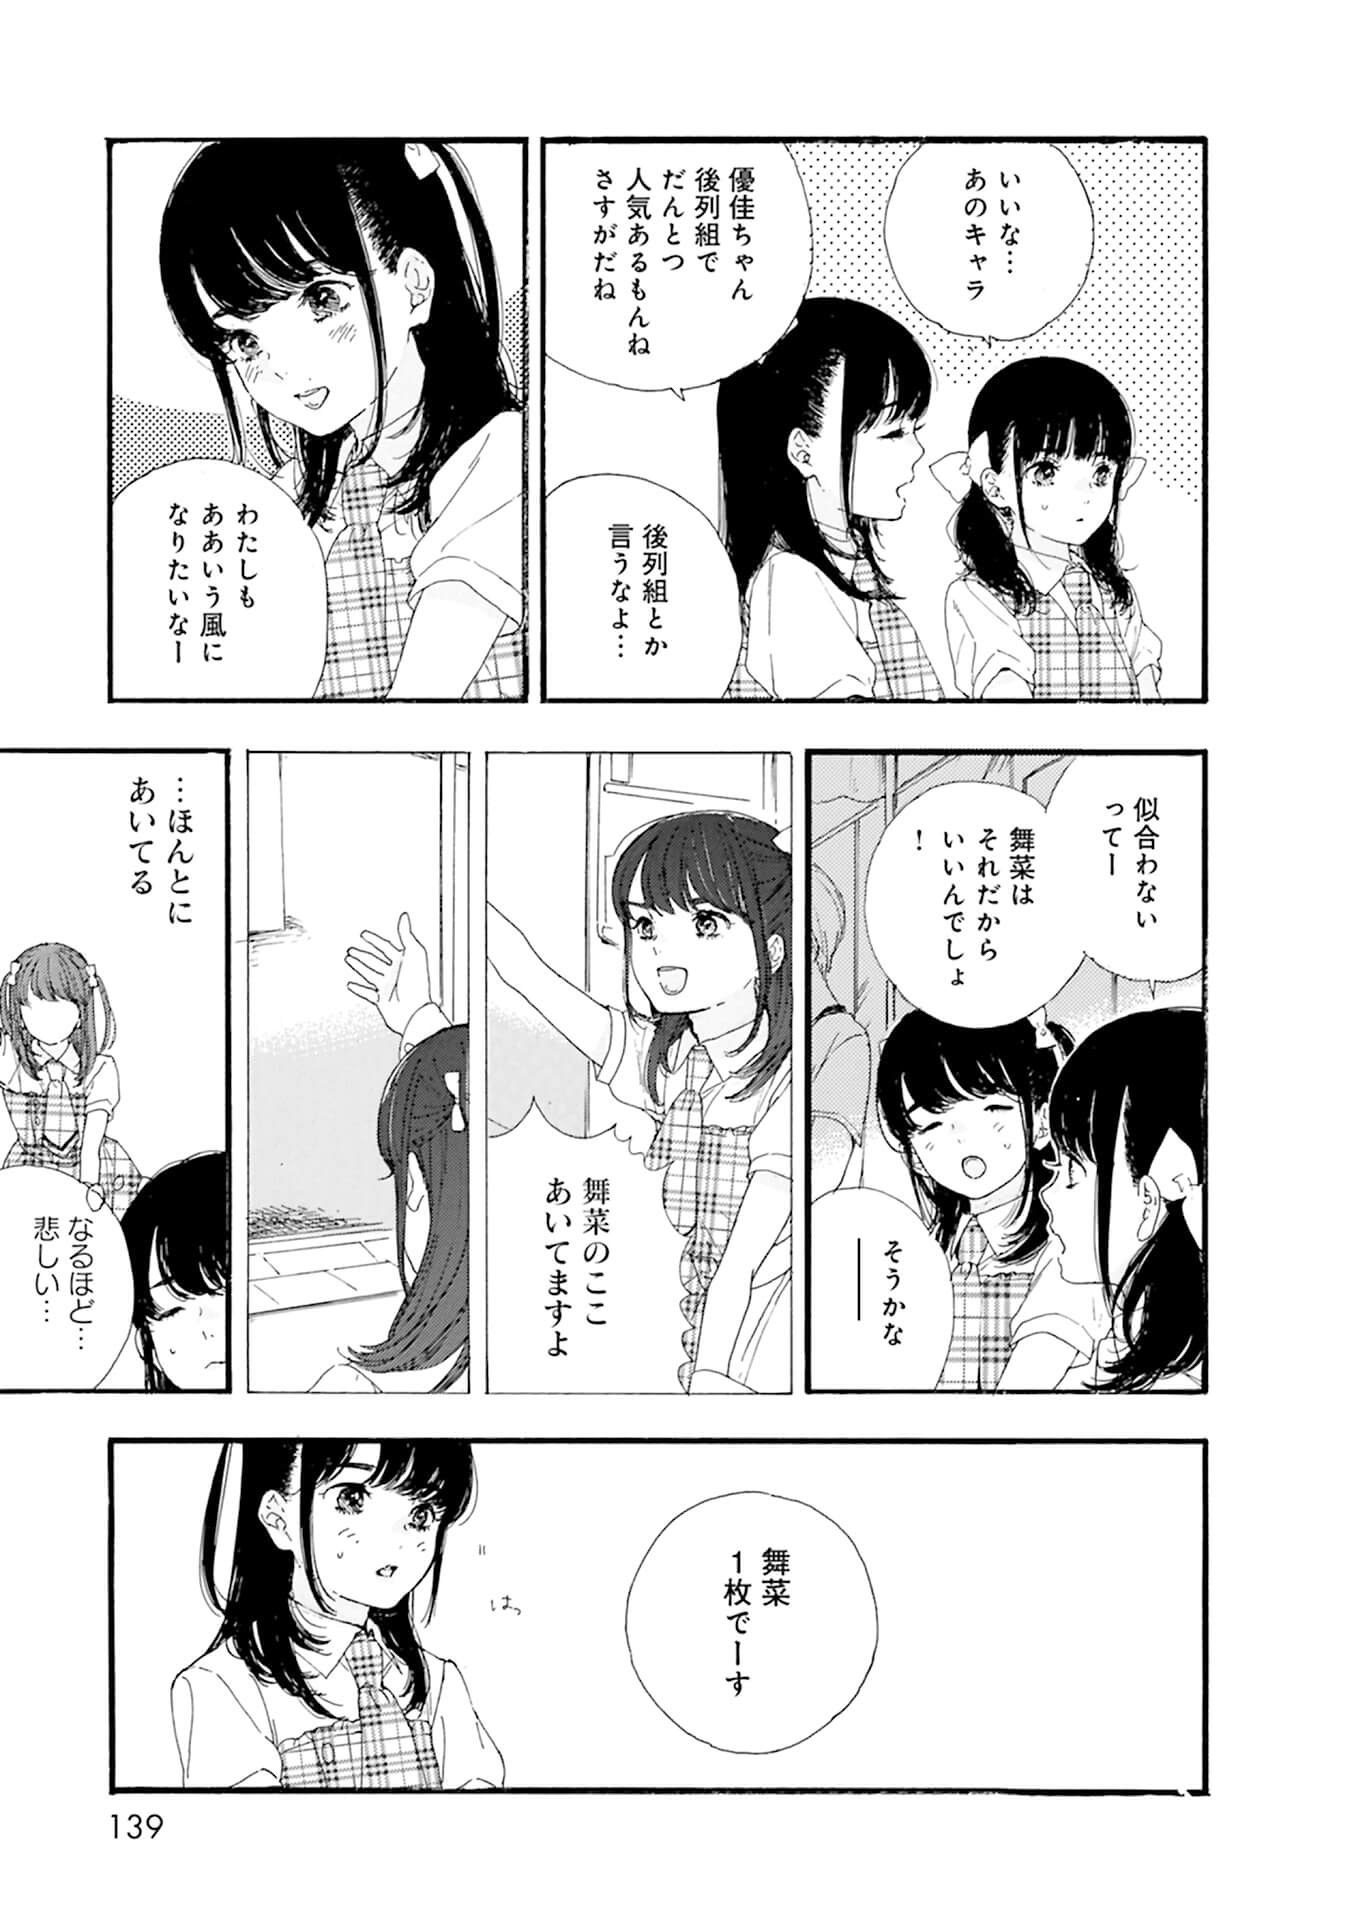 いいな…
あのキャラ
優佳ちゃん
後列組で
だんとつ
人気あるもんね
さすがだね
後列組とか
言うなよ…
わたしも
ああいう風に
なりたいなー
似合わない
ってー
舞菜は
それだから
いいんでしょ
!
そうかな
――
舞菜のここ
あいてますよ
…ほんとに
あいてる
なるほど…
悲しい…
舞菜
1枚でーす
はっ
139